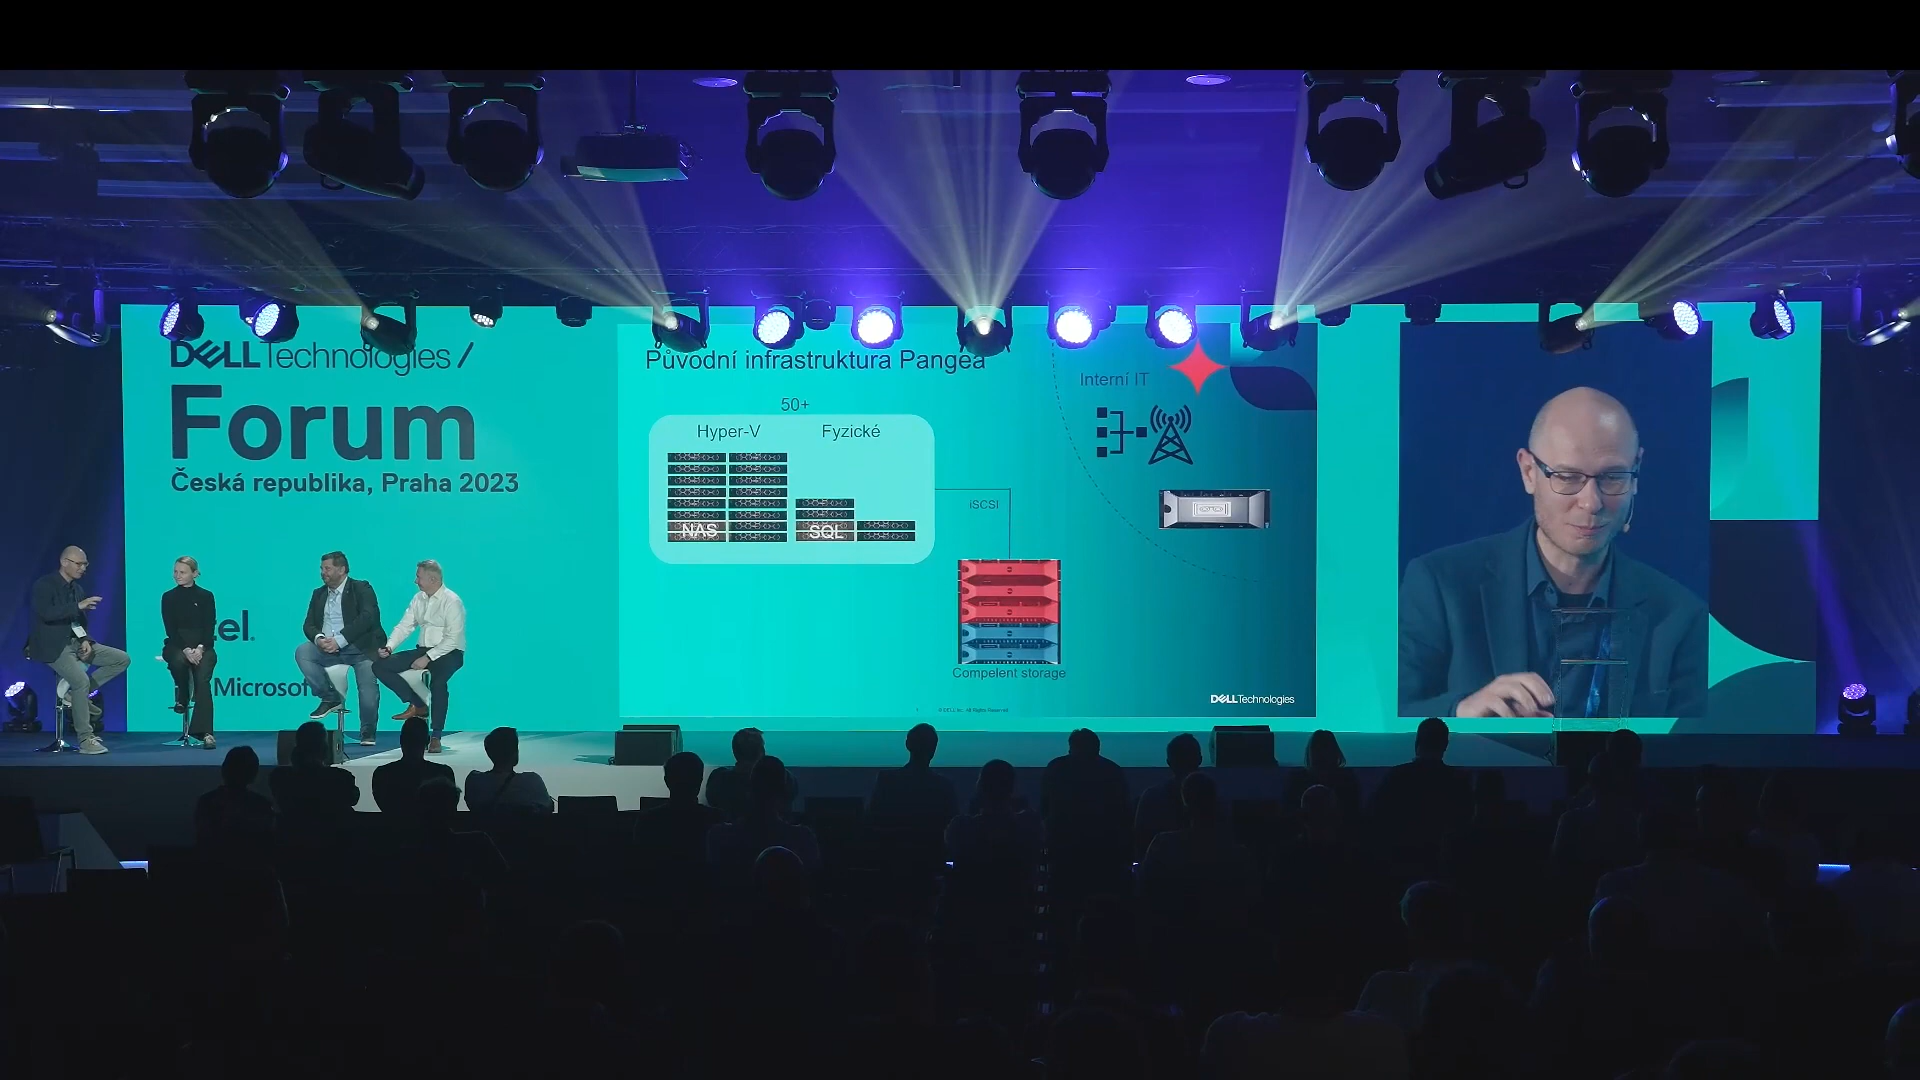 DELL Technologies /
Forum
Česká republika, Praha 2023
tel.
Microsoft
Původní infrastruktura Pangea
50+
Hyper-V Fyzické
NAS
SQL
iSCSI
Compelent storage
Interní IT
DELL Technologies